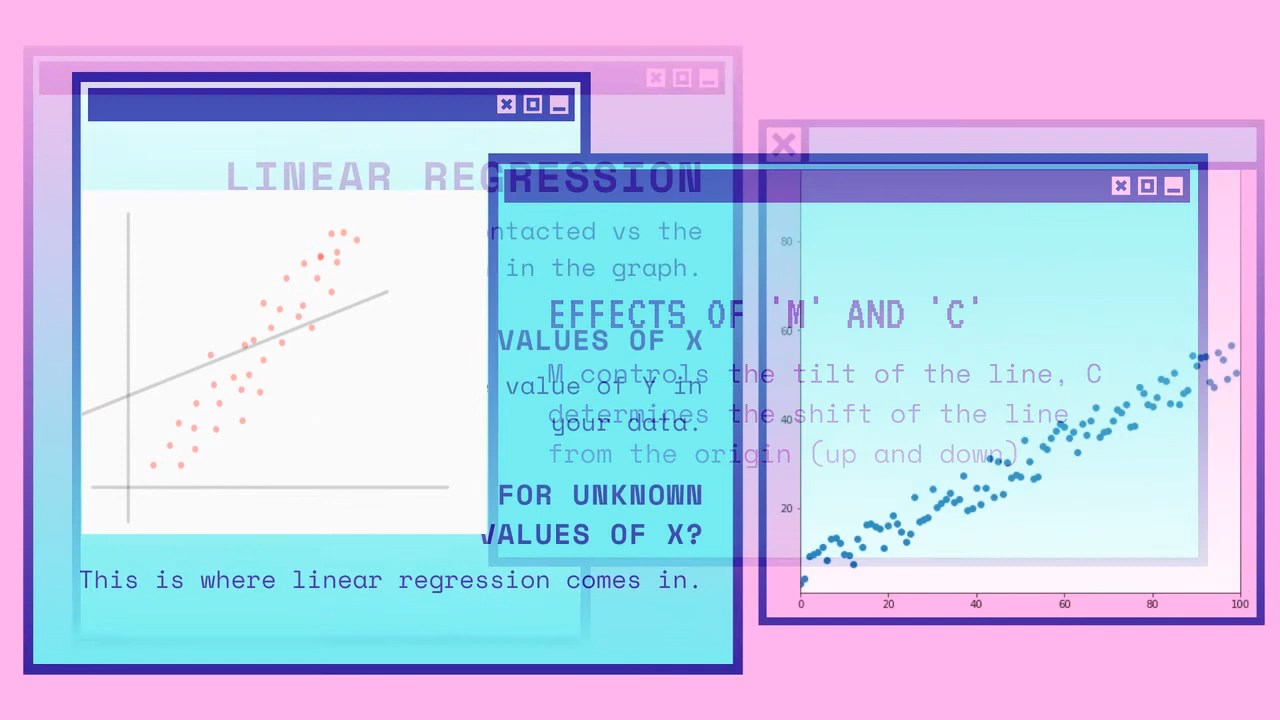 LINEAR REGRESSION
ntacted vs the
in the graph.
VALUES OF X
value of Y in
your data.
FOR UNKNOWN
VALUES OF X?
This is where linear regression comes in.
EFFECTS OF 'M' AND 'C'
M controls the tilt of the line, C
determines the shift of the line
from the origin (up and down)
80
60
40
20
0
20
40
60
80
100